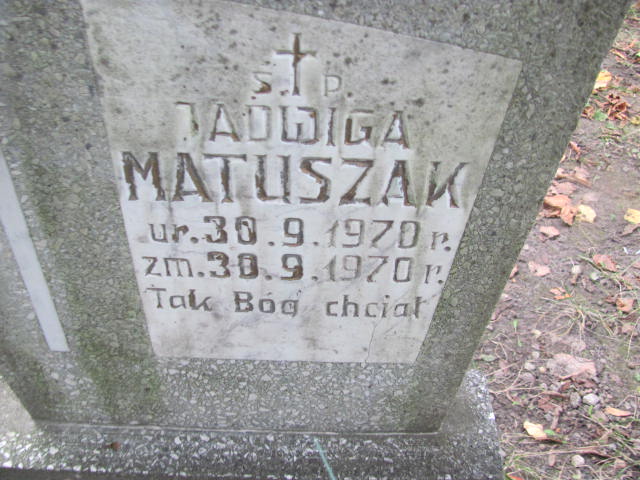 Ś. P
JADWIGA
MATUSZAK
ur. 30.9.1970 r.
zm. 30.9.1970 r.
Tak Bóg chciał